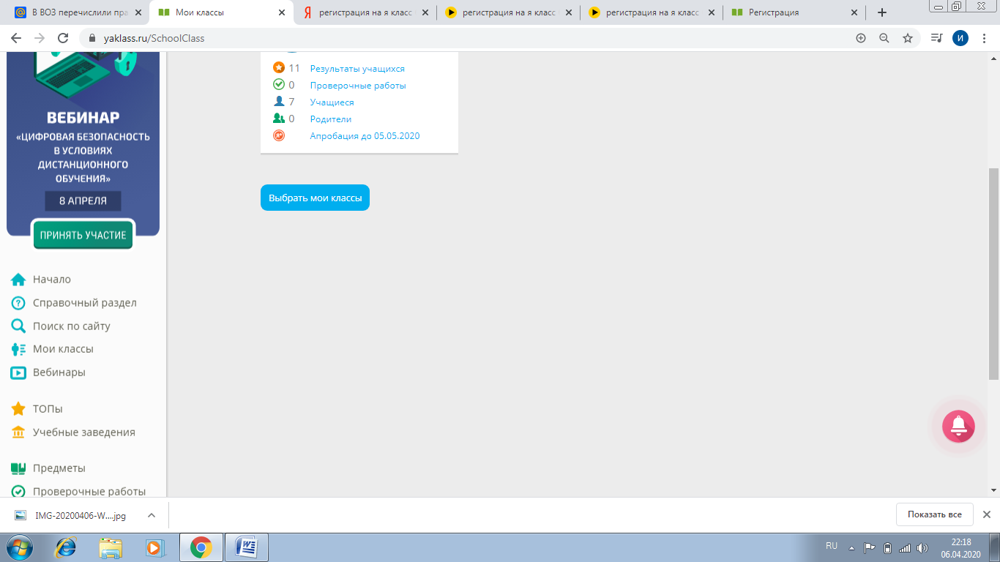 В ВОЗ перечислили пра
Мои классы
регистрация на я класс
регистрация на я класс
регистрация на я класс
Регистрация
yaklass.ru/SchoolClass
И
ВЕБИНАР
«ЦИФРОВАЯ БЕЗОПАСНОСТЬ
В УСЛОВИЯХ
ДИСТАНЦИОННОГО
ОБУЧЕНИЯ»
8 АПРЕЛЯ
ПРИНЯТЬ УЧАСТИЕ
Начало
Справочный раздел
Поиск по сайту
Мои классы
Вебинары
ТОПы
Учебные заведения
Предметы
Проверочные работы
11 Результаты учащихся
0 Проверочные работы
7 Учащиеся
0 Родители
Апробация до 05.05.2020
Выбрать мои классы
IMG-20200406-W....jpg
Показать все
RU
22:18
06.04.2020